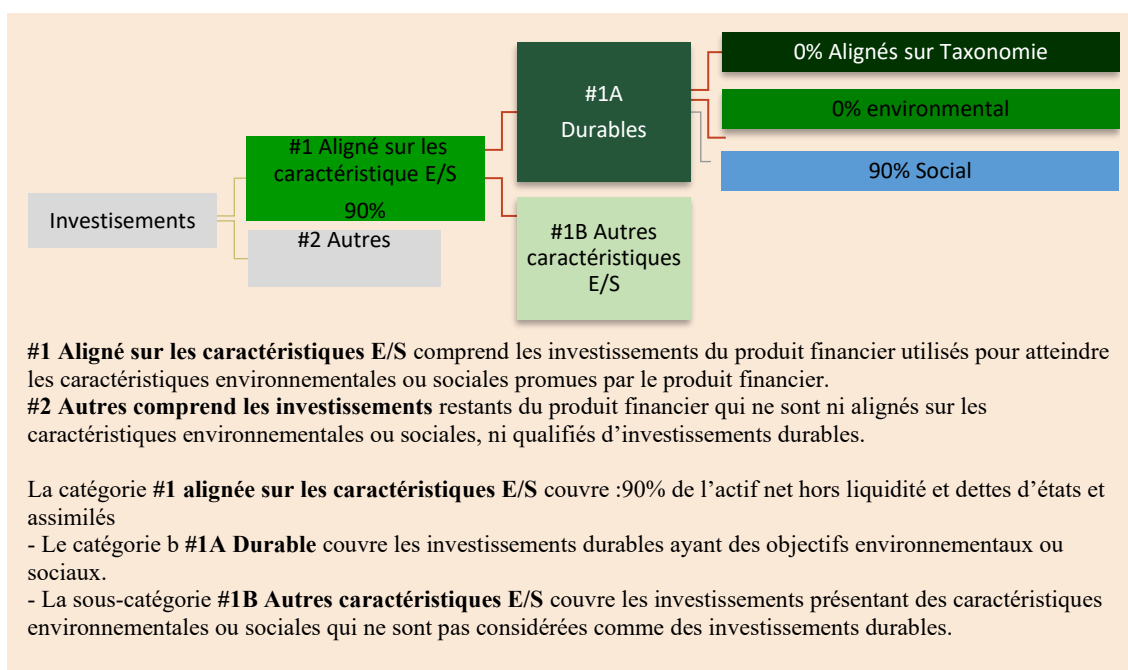 Investisements
#1 Aligné sur les
caractéristique E/S
90%
#2 Autres
#1A
Durables
#1B Autres
caractéristiques
E/S
0% Alignés sur Taxonomie
0% environmental
90% Social
#1 Aligné sur les caractéristiques E/S comprend les investissements du produit financier utilisés pour atteindre
les caractéristiques environnementales ou sociales promues par le produit financier.
#2 Autres comprend les investissements restants du produit financier qui ne sont ni alignés sur les
caractéristiques environnementales ou sociales, ni qualifiés d’investissements durables.
La catégorie #1 alignée sur les caractéristiques E/S couvre :90% de l’actif net hors liquidité et dettes d’états et
assimilés
- Le catégorie b #1A Durable couvre les investissements durables ayant des objectifs environnementaux ou
sociaux.
- La sous-catégorie #1B Autres caractéristiques E/S couvre les investissements présentant des caractéristiques
environnementales ou sociales qui ne sont pas considérées comme des investissements durables.